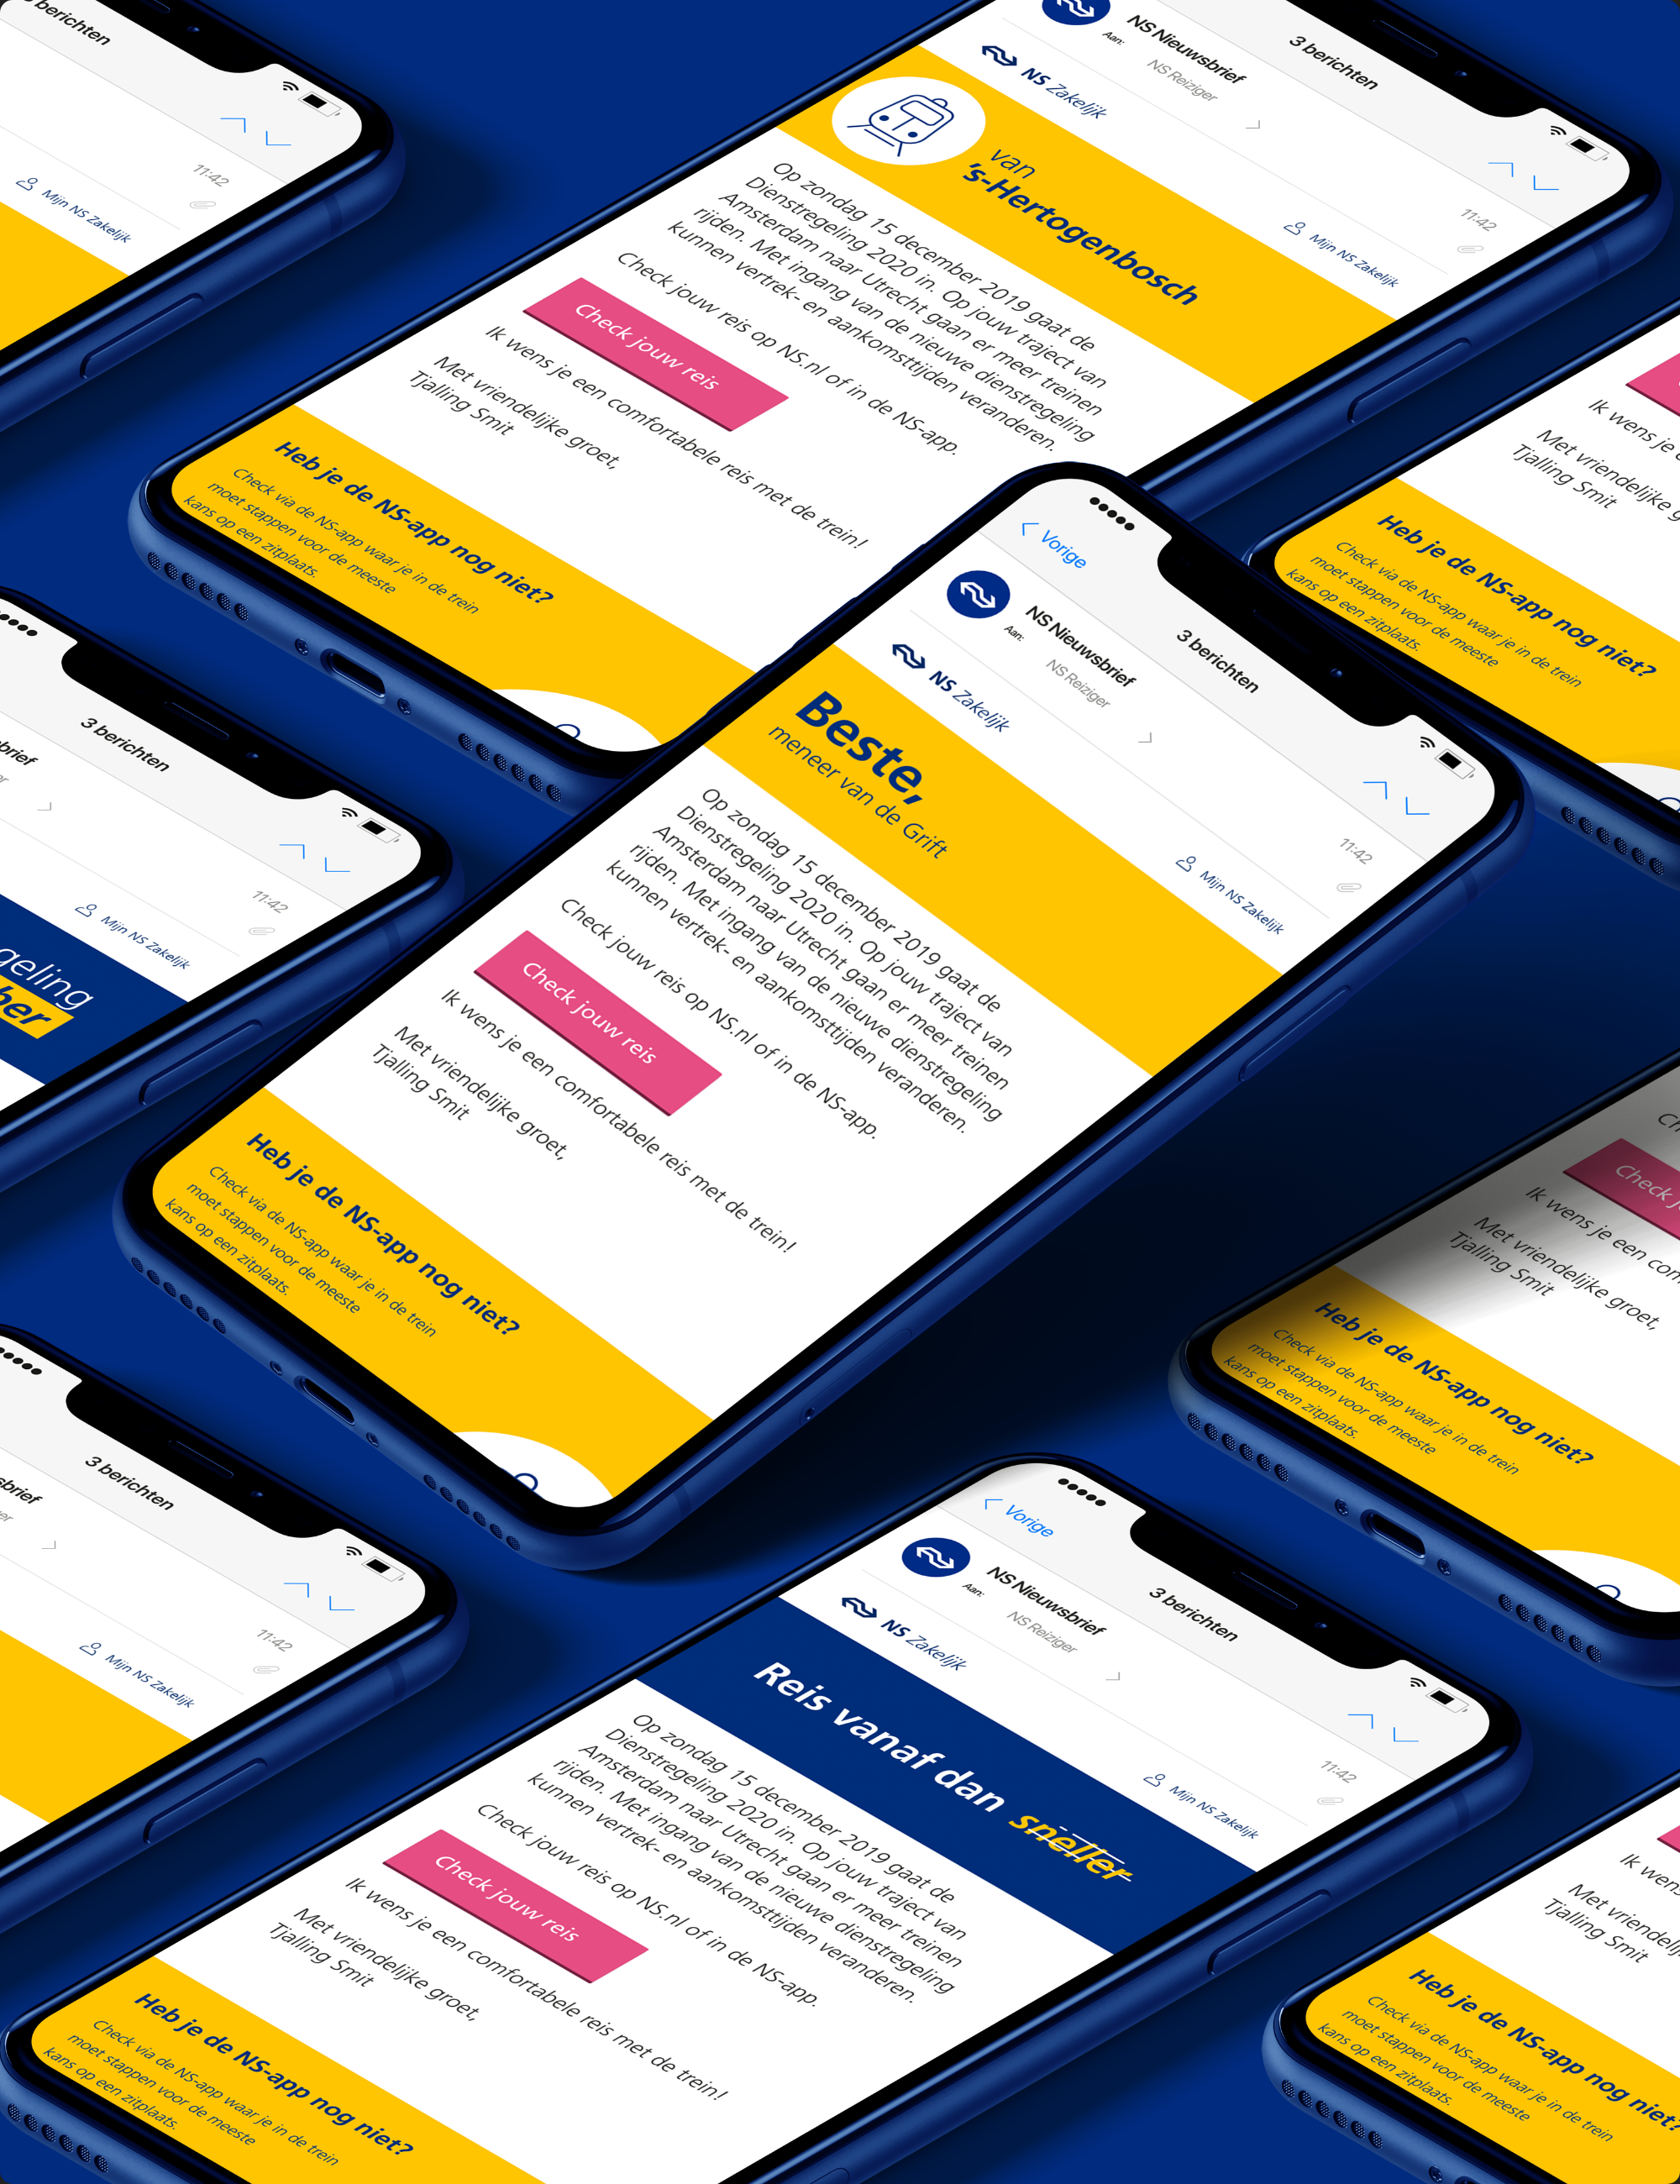 berichten
11:42
Mijn NS Zakelijk
3 berichten
NS Nieuwsbrief
Aan:
NS Reiziger
11:42
NS Zakelijk
Mijn NS Zakelijk
van
's-Hertogenbosch
Op zondag 15 december 2019 gaat de
Dienstregeling 2020 in. Op jouw traject van
Amsterdam naar Utrecht gaan er meer treinen
rijden. Met ingang van de nieuwe dienstregeling
kunnen vertrek- en aankomsttijden veranderen.
Check jouw reis op NS.nl of in de NS-app.
Check jouw reis
Ik wens je een comfortabele reis met de trein!
Met vriendelijke groet,
Tjalling Smit
Heb je de NS-app nog niet?
Check via de NS-app waar je in de trein
moet stappen voor de meeste
kans op een zitplaats.
Ik wens je
Met vriendelijke
Tjalling Smit
Heb je de NS-app nog niet?
Check via de NS-app waar je in de trein
moet stappen voor de meeste
kans op een zitplaats.
3 berichten
11:42
Mijn NS Zakelijk
geling
ber
Vorige
3 berichten
NS Nieuwsbrief
Aan:
NS Reiziger
11:42
NS Zakelijk
Mijn NS Zakelijk
Beste,
meneer van de Grift
Op zondag 15 december 2019 gaat de
Dienstregeling 2020 in. Op jouw traject van
Amsterdam naar Utrecht gaan er meer treinen
rijden. Met ingang van de nieuwe dienstregeling
kunnen vertrek- en aankomsttijden veranderen.
Check jouw reis op NS.nl of in de NS-app.
Check jouw reis
Ik wens je een comfortabele reis met de trein!
Met vriendelijke groet,
Tjalling Smit
Heb je de NS-app nog niet?
Check via de NS-app waar je in de trein
moet stappen voor de meeste
kans op een zitplaats.
Check
Ik wens je een
Met vriendelijke groet,
Tjalling Smit
Heb je de NS-app nog niet?
Check via de NS-app waar je in de trein
moet stappen voor de meeste
kans op een zitplaats.
3 berichten
11:42
Mijn NS Zakelijk
Vorige
3 berichten
NS Nieuwsbrief
Aan:
NS Reiziger
11:42
NS Zakelijk
Mijn NS Zakelijk
Reis vanaf dan sneller
Op zondag 15 december 2019 gaat de
Dienstregeling 2020 in. Op jouw traject van
Amsterdam naar Utrecht gaan er meer treinen
rijden. Met ingang van de nieuwe dienstregeling
kunnen vertrek- en aankomsttijden veranderen.
Check jouw reis op NS.nl of in de NS-app.
Check jouw reis
Ik wens je een comfortabele reis met de trein!
Met vriendelijke groet,
Tjalling Smit
Heb je de NS-app nog niet?
Check via de NS-app waar je in de trein
moet stappen voor de meeste
kans op een zitplaats.
Ik wens
Met
Tjalling Smit
Heb je de NS-app nog niet?
Check via de NS-app waar je in de trein
moet stappen voor de meeste
kans op een zitplaats.